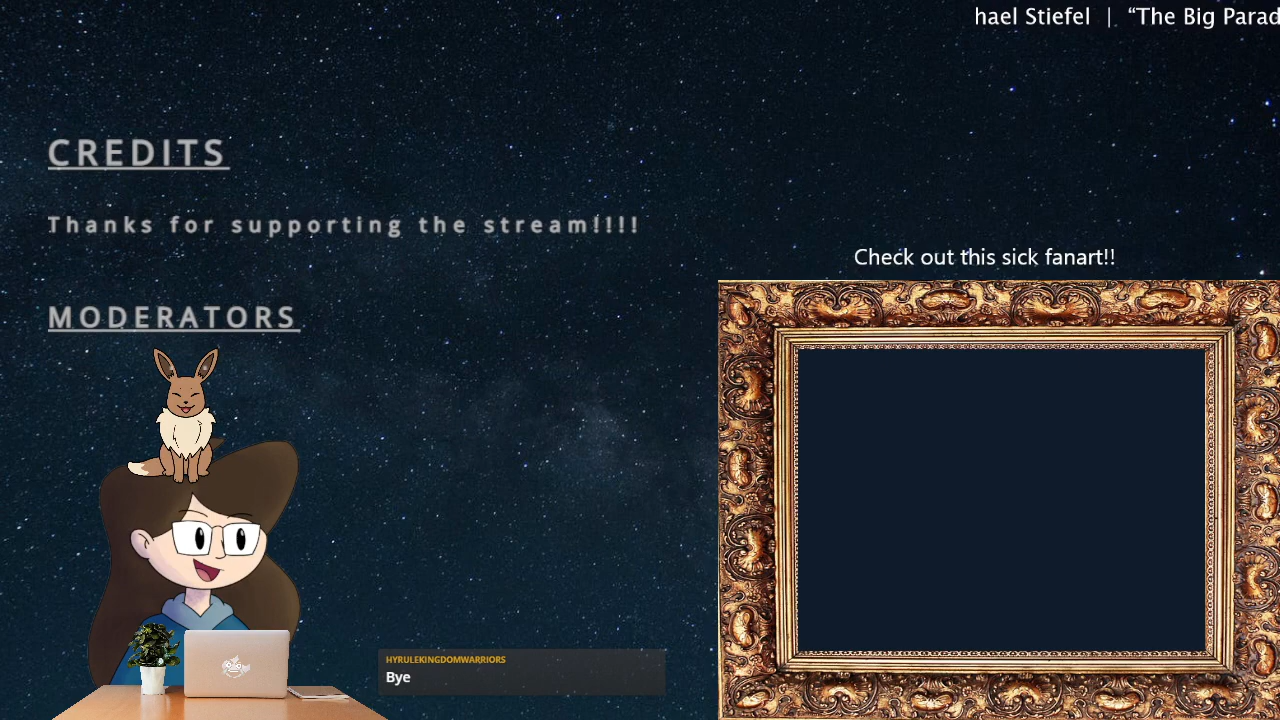 hael Stiefel | “The Big Parad
CREDITS
Thanks for supporting the stream!!!!
Check out this sick fanart!!
MODERATORS
HYRULEKINGDOMWARRIORS
Bye